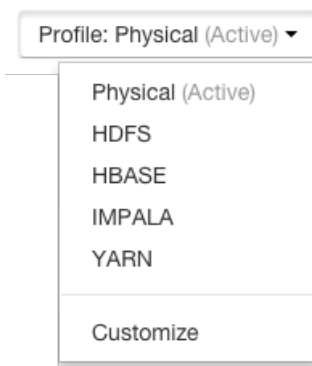 Profile: Physical (Active)
Physical (Active)
HDFS
HBASE
IMPALA
YARN
Customize